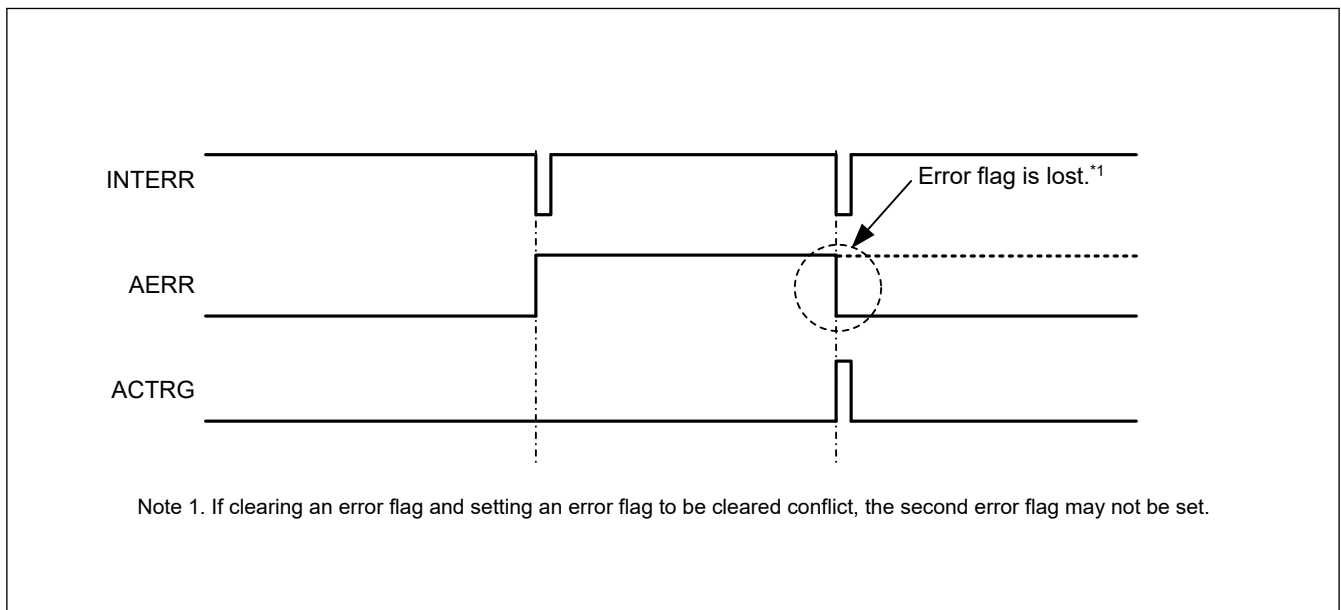 INTERR
Error flag is lost.*1
AERR
ACTRG
Note 1. If clearing an error flag and setting an error flag to be cleared conflict, the second error flag may not be set.